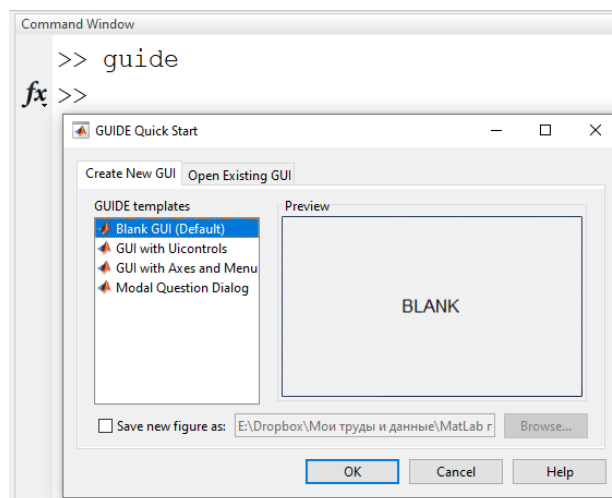 Command Window
>> guide
fx >>
GUIDE Quick Start
Create New GUI Open Existing GUI
GUIDE templates
Preview
Blank GUI (Default)
GUI with Uicontrols
GUI with Axes and Menu
Modal Question Dialog
BLANK
Save new figure as: E:\Dropbox\Мои труды и данные\MatLab г Browse...
OK Cancel Help